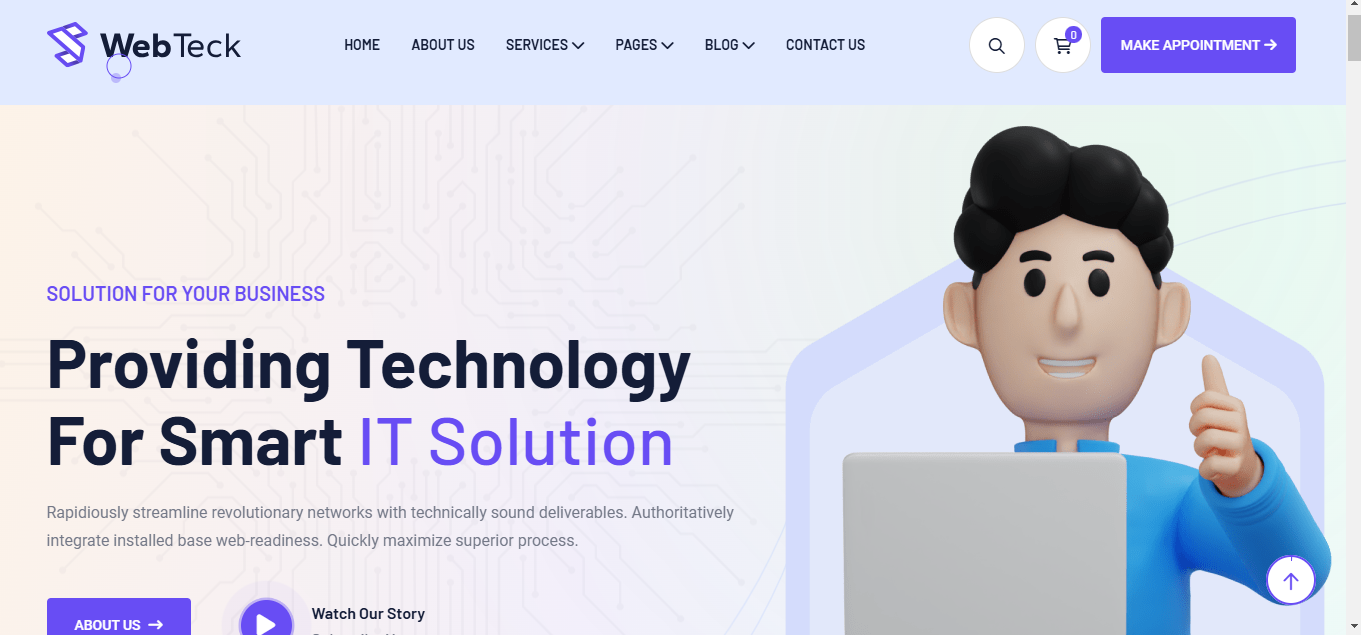 WebTeck
HOME
ABOUT US
SERVICES
PAGES
BLOG
CONTACT US
0
MAKE APPOINTMENT
SOLUTION FOR YOUR BUSINESS
Providing Technology
For Smart IT Solution
Rapidiously streamline revolutionary networks with technically sound deliverables. Authoritatively
integrate installed base web-readiness. Quickly maximize superior process.
ABOUT US
Watch Our Story